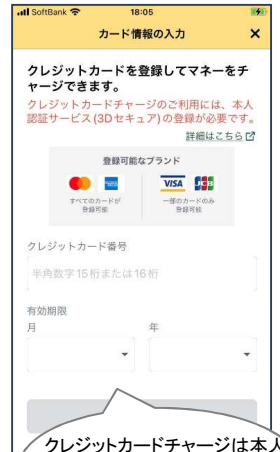 SoftBank
18:05
カード情報の入力
×
クレジットカードを登録してマネーをチ
ャージできます。
クレジットカードチャージのご利用には、本人
認証サービス(3Dセキュア)の登録が必要です。
詳細はこちら
登録可能なブランド
VISA JCB
すべてのカードが
登録可能
一部のカードのみ
登録可能
クレジットカード番号
半角数字15桁または16桁
有効期限
月
年
クレジットカードチャージは本人